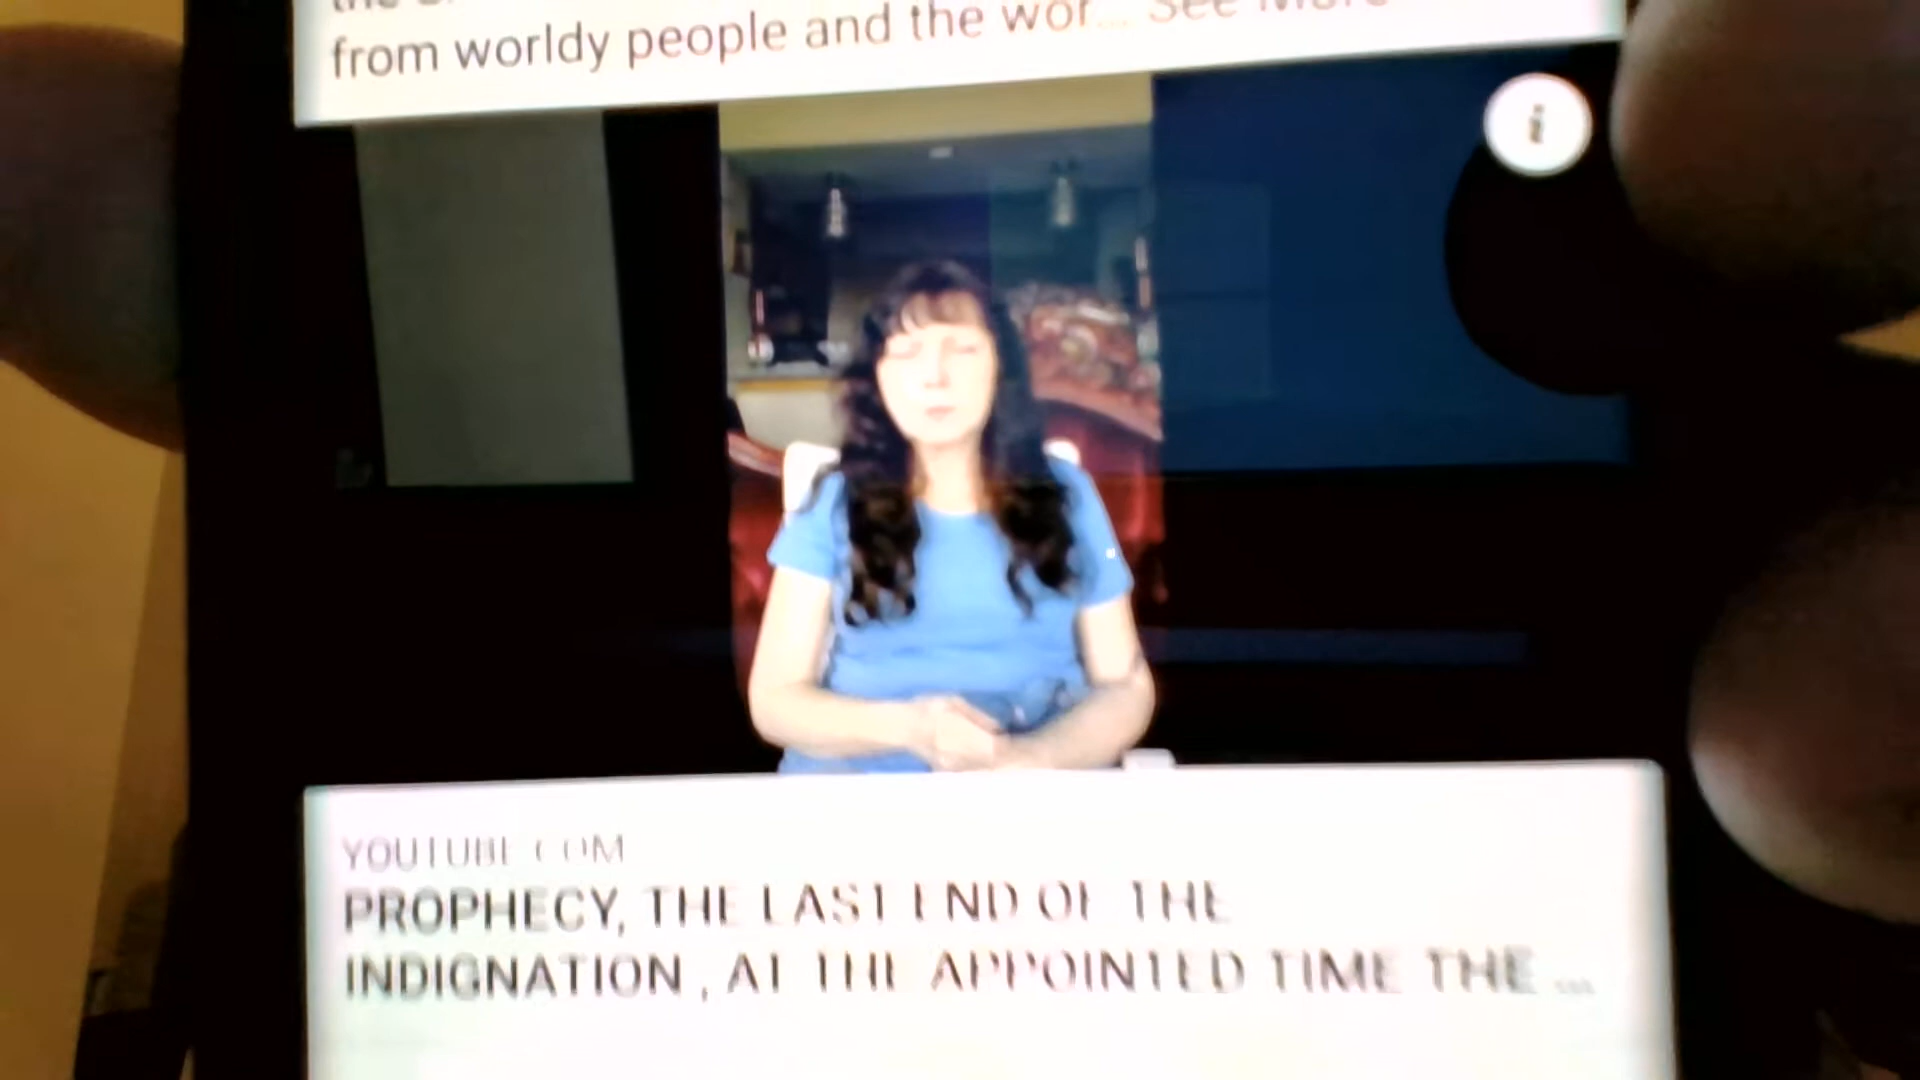 from worldy people and the wor... See More
i
YOUTUBE.COM
PROPHECY, THE LAST END OF THE
INDIGNATION , AT THE APPOINTED TIME THE ...